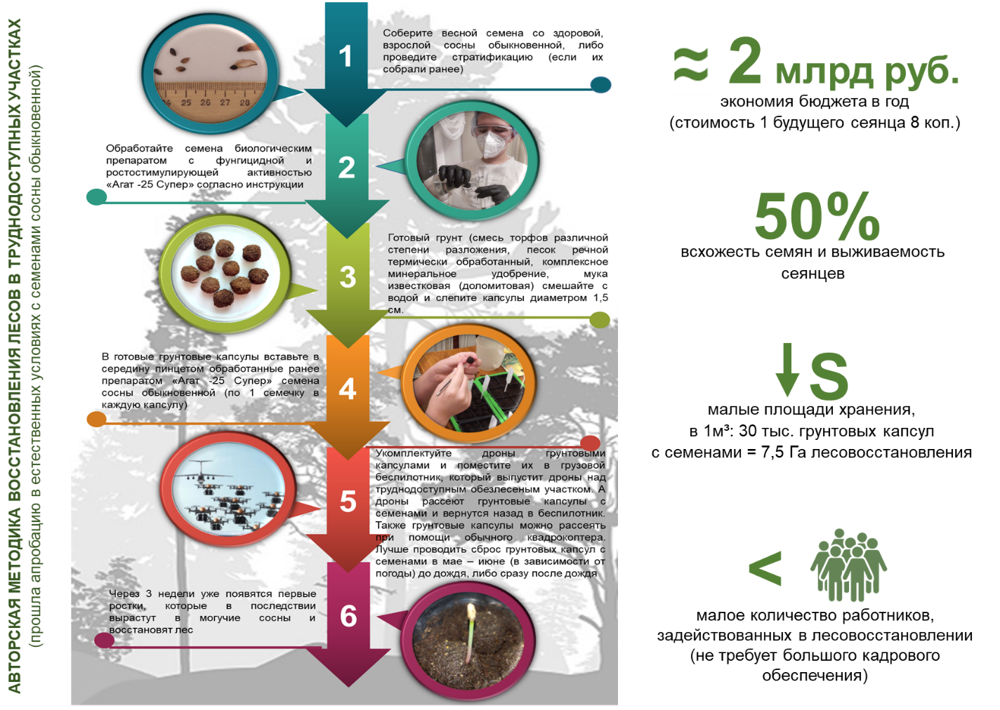 АВТОРСКАЯ МЕТОДИКА ВОССТАНОВЛЕНИЯ ЛЕСОВ В ТРУДНОДОСТУПНЫХ УЧАСТКАХ
(прошла апробацию в естественных условиях с семенами сосны обыкновенной)
24 25 26 27 28
1
Соберите весной семена со здоровой,
взрослой сосны обыкновенной, либо
проведите стратификацию (если их
собрали ранее)
2
Обработайте семена биологическим
препаратом с фунгицидной и
ростостимулирующей активностью
«Агат -25 Супер» согласно инструкции
3
Готовый грунт (смесь торфов различной
степени разложения, песок речной
термически обработанный, комплексное
минеральное удобрение, мука
известковая (доломитовая) смешайте с
водой и слепите капсулы диаметром 1,5
см.
4
В готовые грунтовые капсулы вставьте в
середину пинцетом обработанные ранее
препаратом «Агат -25 Супер» семена
сосны обыкновенной (по 1 семечку в
каждую капсулу)
5
Укомплектуйте дроны грунтовыми
капсулами и поместите их в грузовой
беспилотник, который выпустит дроны над
труднодоступным обезлесеным участком. А
дроны рассеют грунтовые капсулы с
семенами и вернутся назад в беспилотник.
Также грунтовые капсулы можно рассеять
при помощи обычного квадрокоптера.
Лучше проводить сброс грунтовых капсул с
семенами в мае – июне (в зависимости от
погоды) до дождя, либо сразу после дождя
6
Через 3 недели уже появятся первые
ростки, которые в последствии
вырастут в могучие сосны и
восстановят лес
≈ 2 млрд руб.
экономия бюджета в год
(стоимость 1 будущего сеянца 8 коп.)
50%
всхожесть семян и выживаемость
сеянцев
S
малые площади хранения,
в 1м³: 30 тыс. грунтовых капсул
с семенами = 7,5 Га лесовосстановления
<
малое количество работников,
задействованных в лесовосстановлении
(не требует большого кадрового
обеспечения)